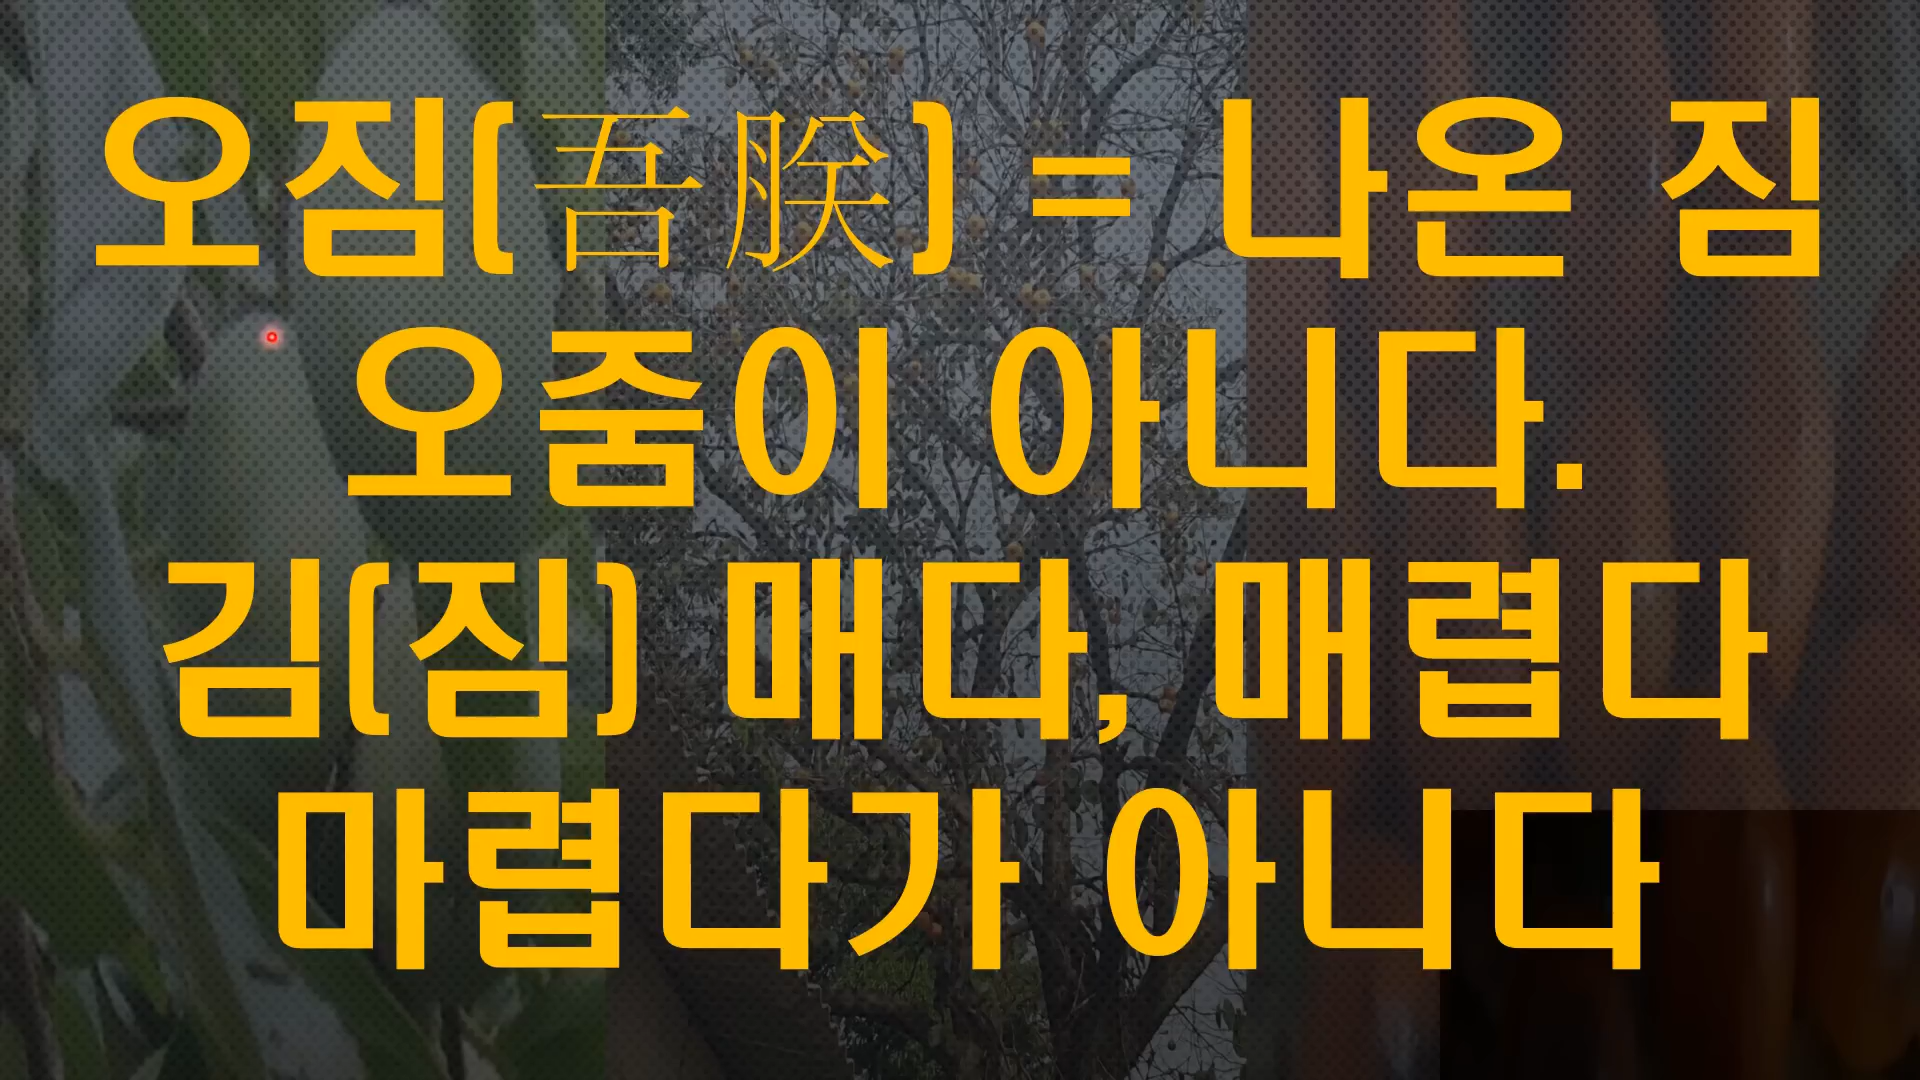 오짐(吾朕) = 나온 짐
오줌이 아니다.
김(짐) 매다, 매렵다
마렵다가 아니다